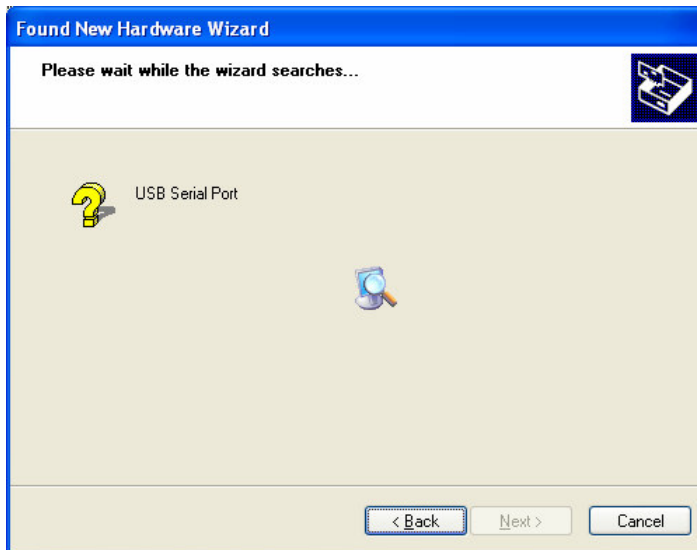 Found New Hardware Wizard
Please wait while the wizard searches...
USB Serial Port
< Back Next > Cancel